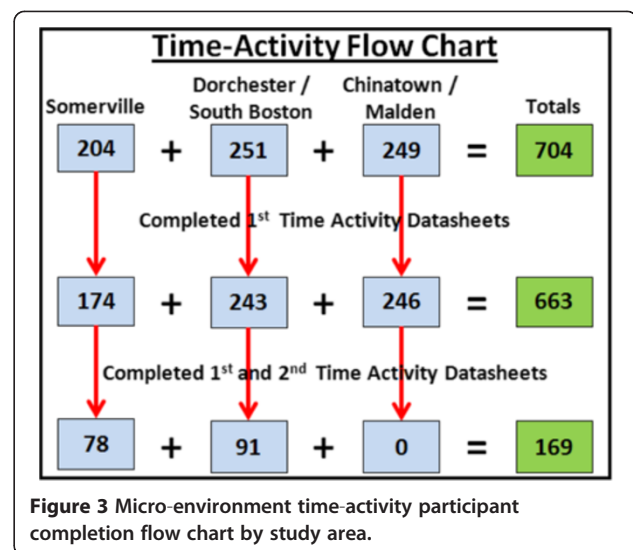 Time-Activity Flow Chart
Somerville
Dorchester /
South Boston
Chinatown /
Malden
Totals
204 + 251 + 249 = 704
Completed 1st Time Activity Datasheets
174 + 243 + 246 = 663
Completed 1st and 2nd Time Activity Datasheets
78 + 91 + 0 = 169
Figure 3 Micro-environment time-activity participant
completion flow chart by study area.